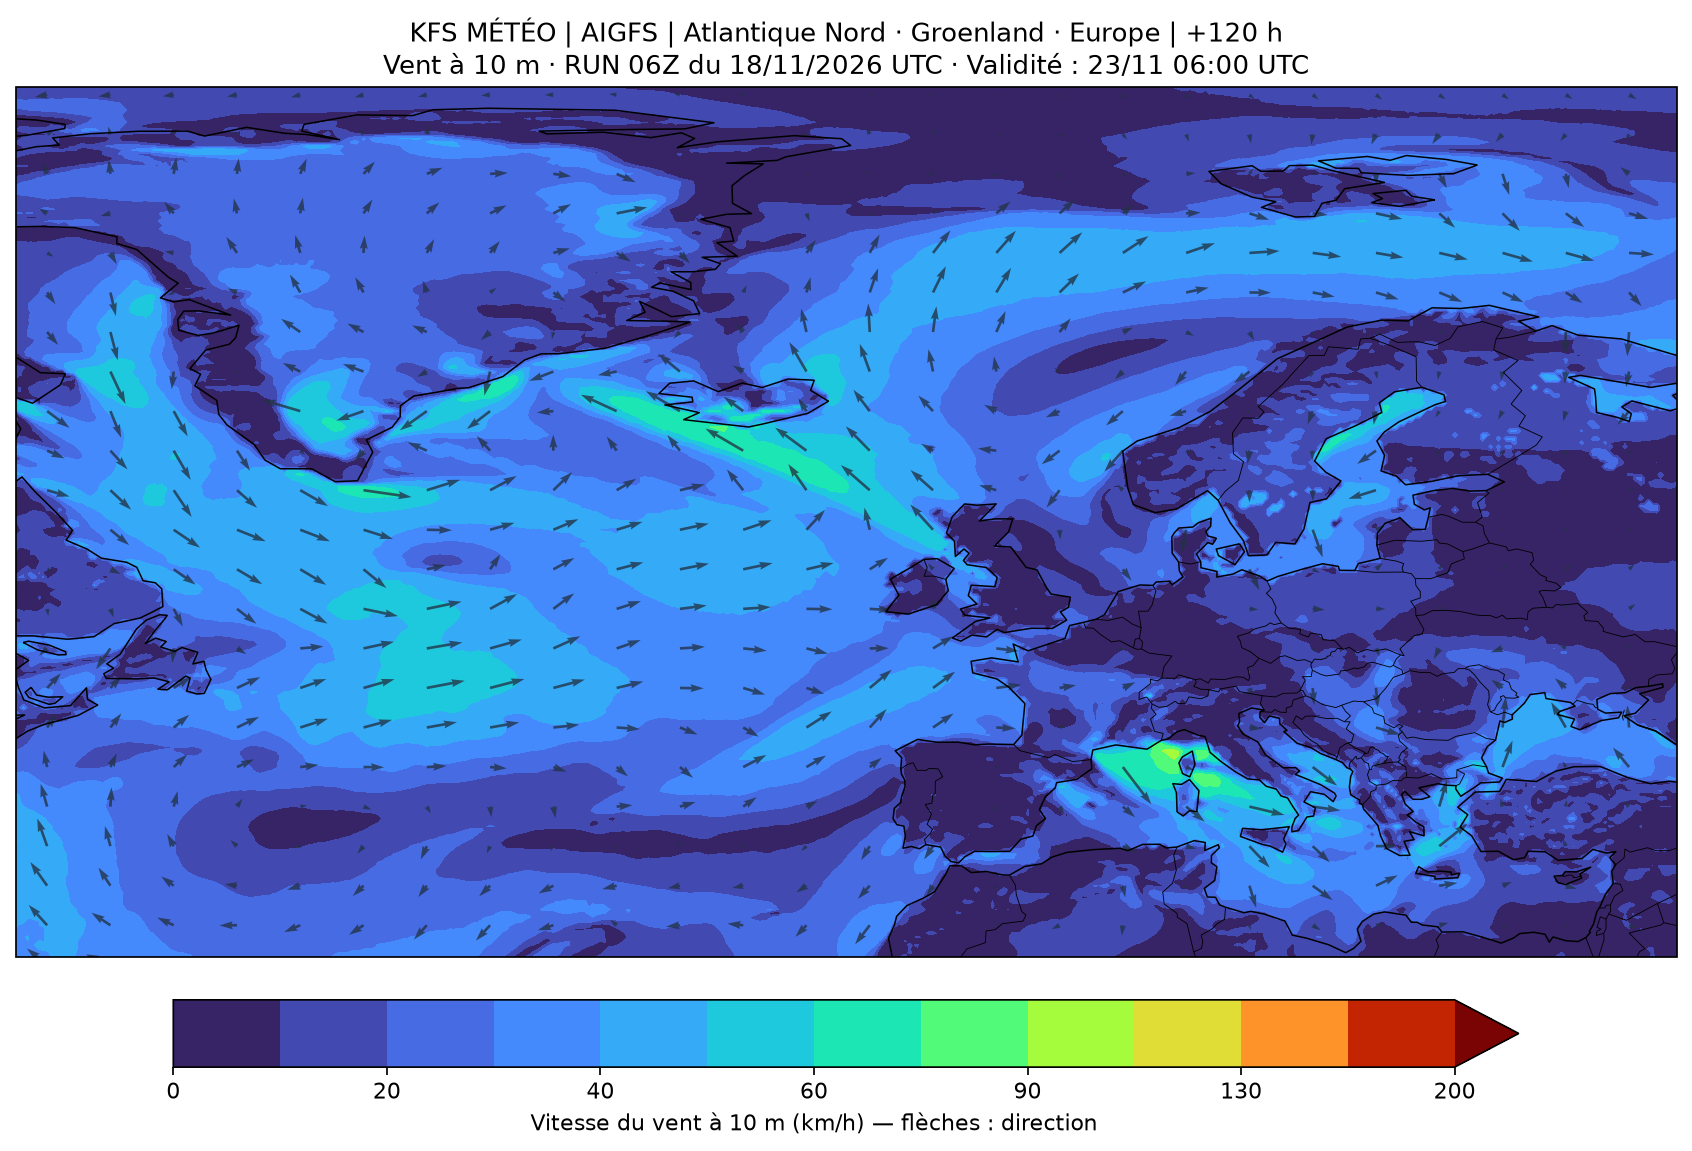 KFS MÉTÉO | AIGFS | Atlantique Nord · Groenland · Europe | +120 h
Vent à 10 m · RUN 06Z du 18/11/2026 UTC · Validité : 23/11 06:00 UTC
0 20 40 60 90 130 200
Vitesse du vent à 10 m (km/h) — flèches : direction